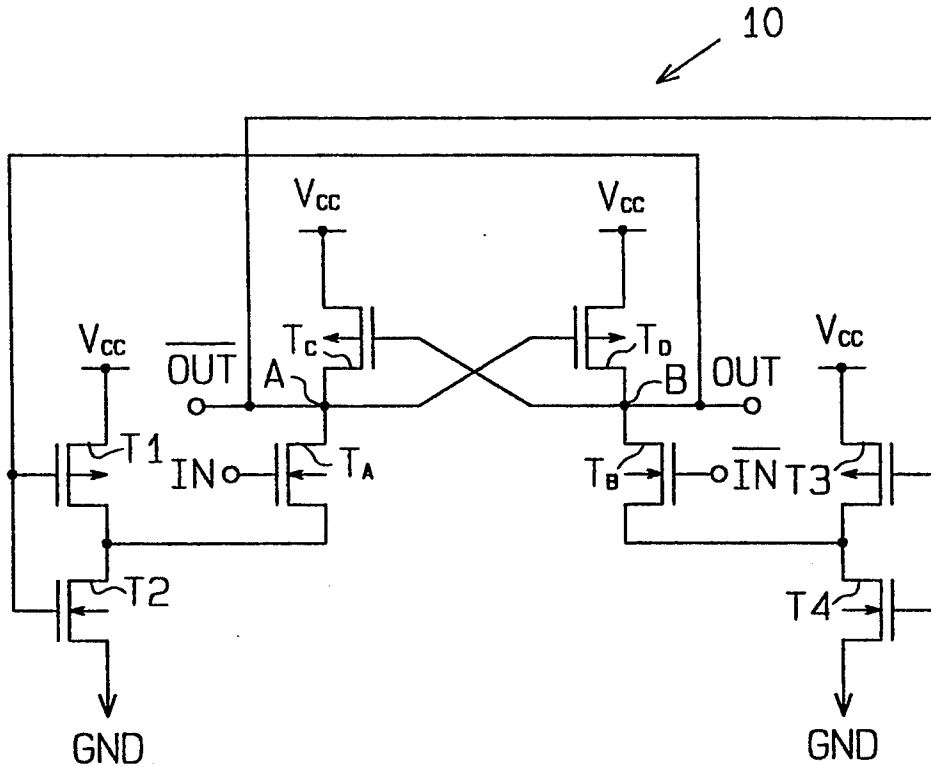 10
Vcc
Vcc
Vcc
Vcc
OUT
A
Tc
TD
B
OUT
T1
IN
TA
TB
IN
T3
T2
T4
GND
GND